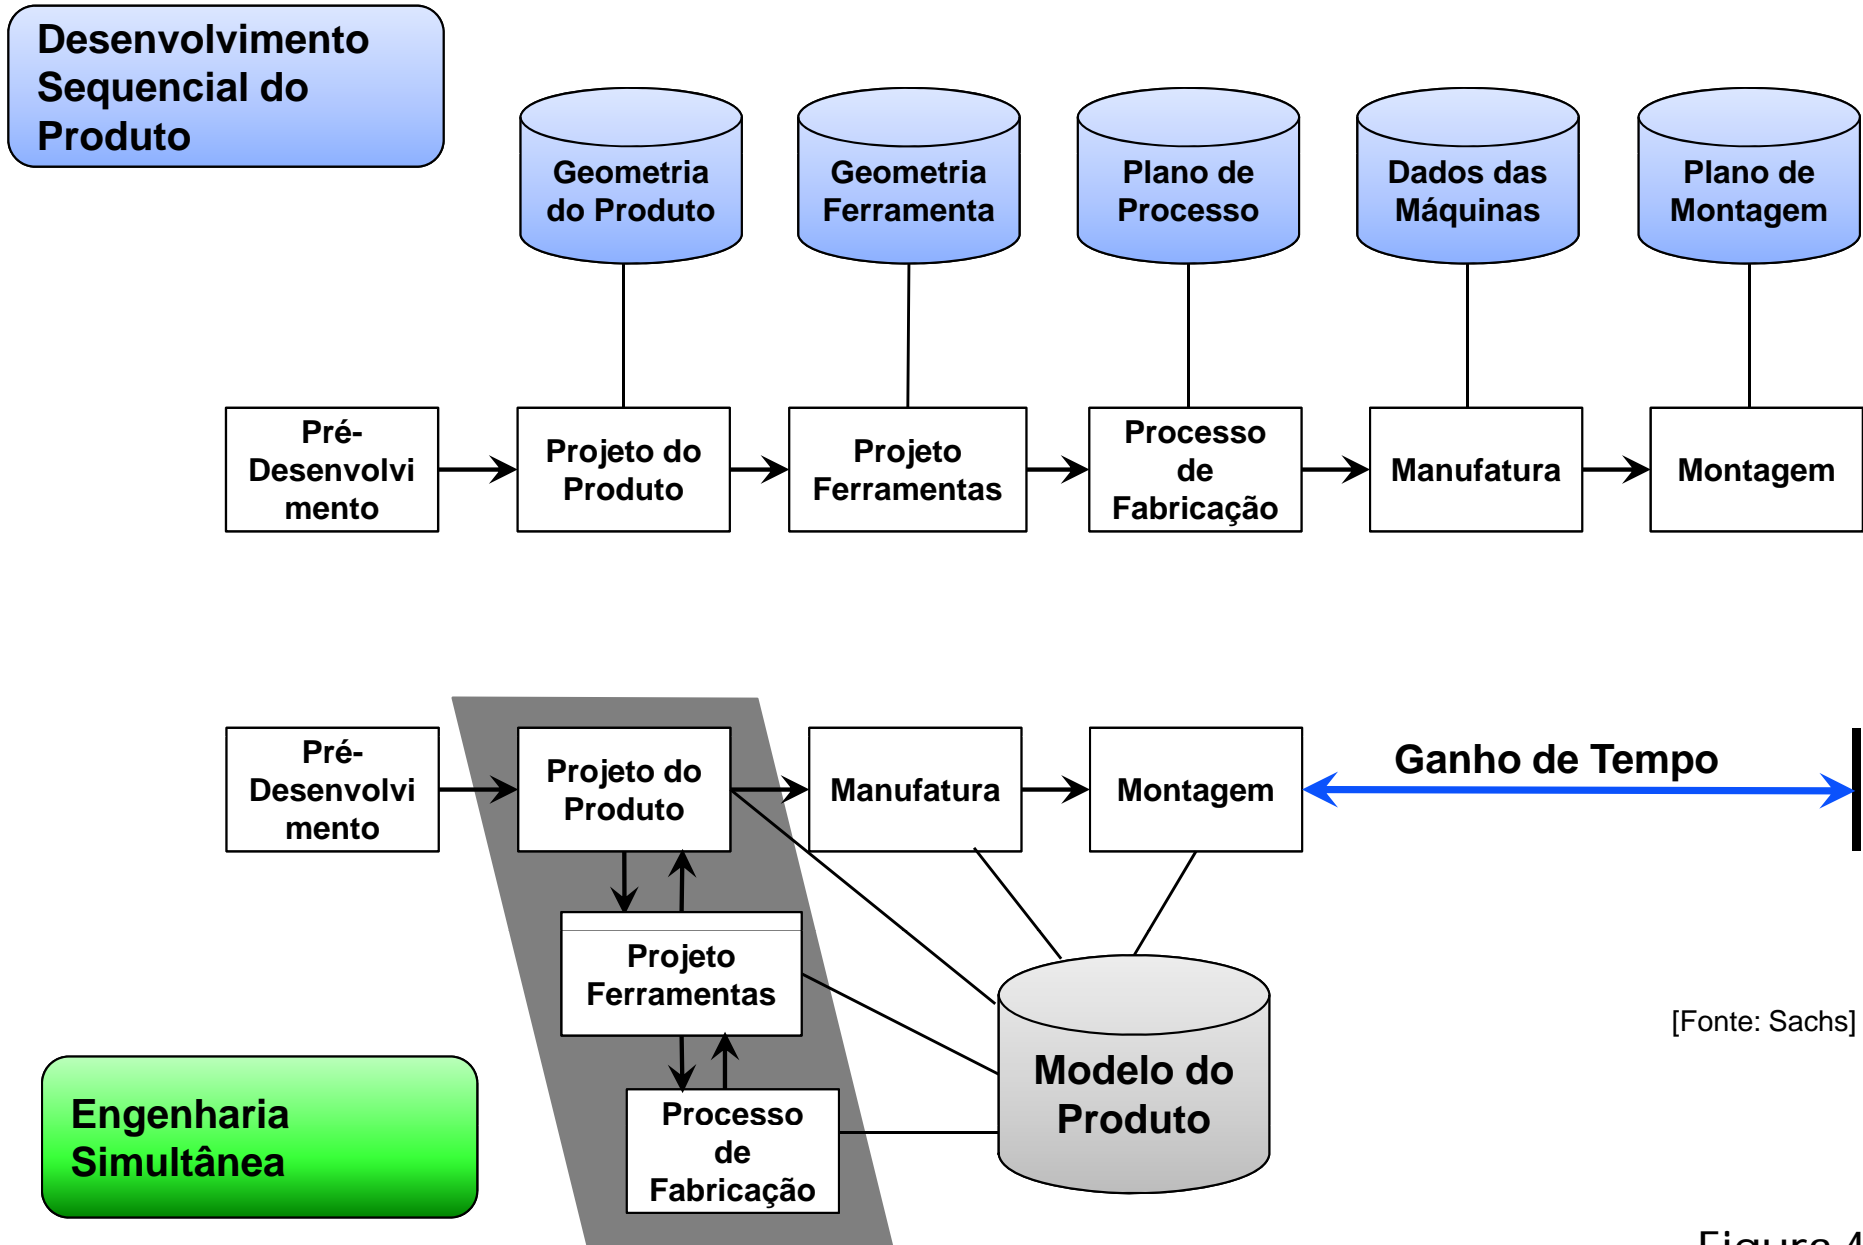 Desenvolvimento
Sequencial do
Produto
Geometria
do Produto
Geometria
Ferramenta
Plano de
Processo
Dados das
Máquinas
Plano de
Montagem
Pré-
Desenvolvi
mento
Projeto do
Produto
Projeto
Ferramentas
Processo
de
Fabricação
Manufatura
Montagem
Pré-
Desenvolvi
mento
Projeto do
Produto
Manufatura
Montagem
Ganho de Tempo
Projeto
Ferramentas
Processo
de
Fabricação
Modelo do
Produto
[Fonte: Sachs]
Engenharia
Simultânea
Figura 4